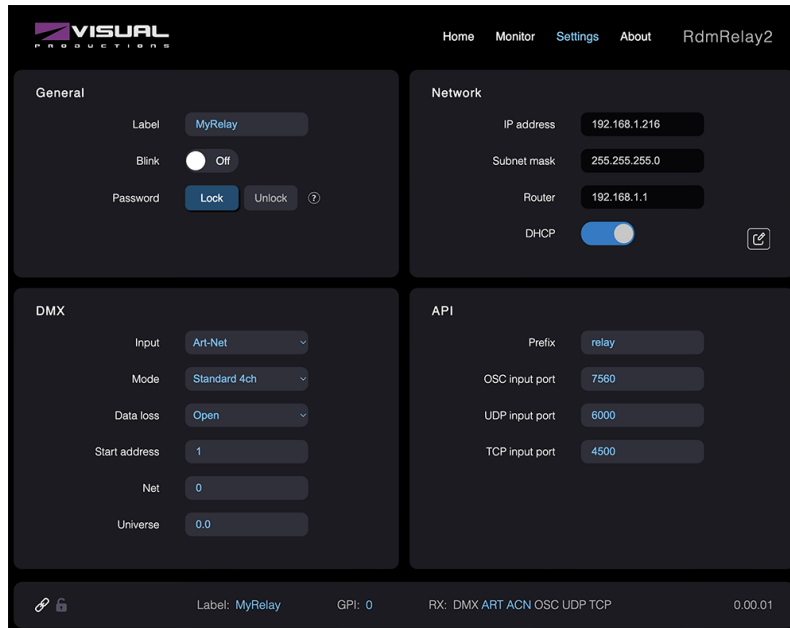 VISUAL
PRODUCTIONS
Home Monitor Settings About RdmRelay2
General
Label MyRelay
Blink Off
Password Lock Unlock ?
Network
IP address 192.168.1.216
Subnet mask 255.255.255.0
Router 192.168.1.1
DHCP
DMX
Input Art-Net
Mode Standard 4ch
Data loss Open
Start address 1
Net 0
Universe 0.0
API
Prefix relay
OSC input port 7560
UDP input port 6000
TCP input port 4500
Label: MyRelay GPI: 0 RX: DMX ART ACN OSC UDP TCP 0.00.01